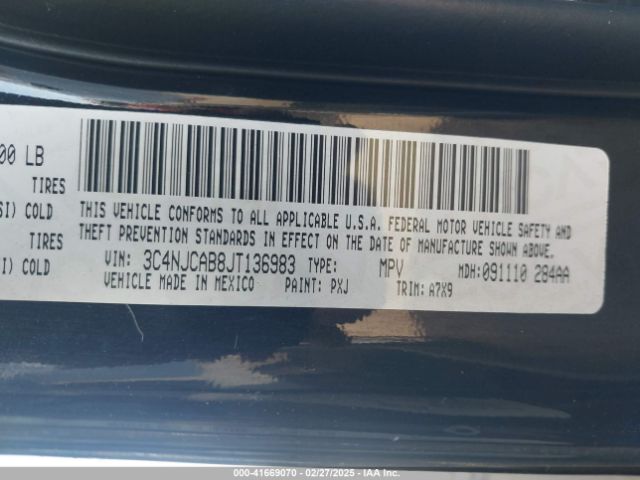 00 LB
TIRES
SI) COLD
TIRES
I) COLD
THIS VEHICLE CONFORMS TO ALL APPLICABLE U.S.A. FEDERAL MOTOR VEHICLE SAFETY AND
THEFT PREVENTION STANDARDS IN EFFECT ON THE DATE OF MANUFACTURE SHOWN ABOVE.
VIN: 3C4NJCAB8JT136983 TYPE: MPV MDH:091110 284AA
VEHICLE MADE IN MEXICO PAINT: PXJ TRIM: A7X9
000-41669070 - 02/27/2025 - IAA Inc.